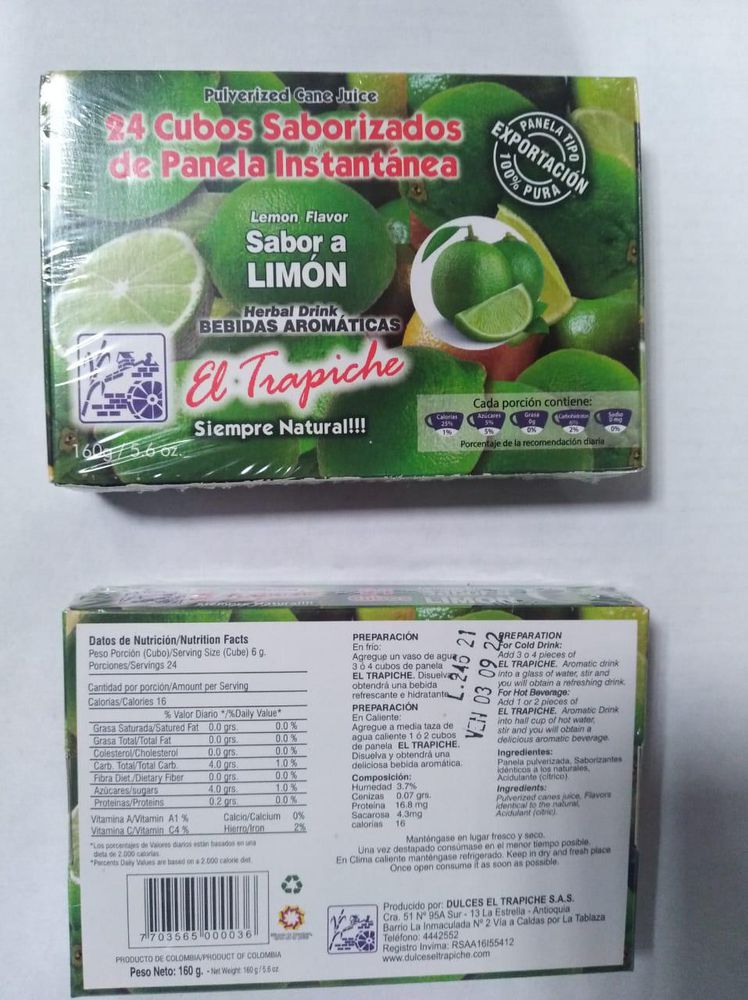 Pulverized Cane Juice
24 Cubos Saborizados
de Panela Instantánea
PANELA TIPO
EXPORTACIÓN
100% PURA
Lemon Flavor
Sabor a
LIMÓN
Herbal Drink
BEBIDAS AROMÁTICAS
El Trapiche
Siempre Natural!!!
160g / 5.6 oz.
Cada porción contiene:
Calorias Azúcares Grasa Carbohidratos Sodio
25% 5% 0g 0 mg
1% 5% 0% 2% 0%
Porcentaje de la recomendación diaria
Datos de Nutrición/Nutrition Facts
Peso Porción (Cubo)/Serving Size (Cube) 6 g.
Porciones/Servings 24
Cantidad por porción/Amount per Serving
Calorías/Calories 16
% Valor Diario */%Daily Value*
Grasa Saturada/Satured Fat 0.0 grs. 0.0 %
Grasa Total/Total Fat 0.0 grs. 0.0 %
Colesterol/Cholesterol 0.0 grs. 0.0 %
Carb. Total/Total Carb. 4.0 grs. 1.0 %
Fibra Diet./Dietary Fiber 0.0 grs. 0.0 %
Azúcares/sugars 4.0 grs. 1.0 %
Proteinas/Proteins 0.2 grs. 0.0 %
Vitamina A/Vitamin A1 % Calcio/Calcium 0%
Vitamina C/Vitamin C4 % Hierro/Iron 2%
*Los porcentajes de Valores diarios están basados en una
dieta de 2.000 calorías.
*Percents Daily Values are based on a 2.000 calorie diet.
7703565000036
PRODUCTO DE COLOMBIA/PRODUCT OF COLOMBIA
Peso Neto: 160 g. - Net Weight: 160 g / 5.6 oz
PREPARACIÓN
En frío:
Agregue un vaso de agua
3 ó 4 cubos de panela
EL TRAPICHE. Disuelva
obtendrá una bebida
refrescante e hidratante
PREPARACIÓN
En Caliente:
Agregue a media taza de
agua caliente 1 ó 2 cubos
de panela EL TRAPICHE.
Disuelva y obtendrá una
deliciosa bebida aromática.
Composición:
Humedad 3.7%
Cenizas 0.07 grs.
Proteína 16.8 mg
Sacarosa 4.3mg
calorías 16
L.245 21
VEN 03 09 22
PREPARATION
For Cold Drink:
Add 3 o 4 pieces of
EL TRAPICHE. Aromatic drink
into a glass of water, stir and
you will obtain a refreshing drink.
For Hot Beverage:
Add 1 or 2 pieces of
EL TRAPICHE. Aromatic Drink
into hall cup of hot water,
stir and you will obtain a
delicious aromatic beverage.
Ingredientes:
Panela pulverizada, Saborizantes
idénticos a los naturales,
Acidulante (cítrico).
Ingredients:
Pulverized canes juice, Flavors
identical to the natural,
Acidulant (citric).
Manténgase en lugar fresco y seco.
Una vez destapado consúmase en el menor tiempo posible.
En Clima caliente manténgase refrigerado. Keep in dry and fresh place
Once open consume it as soon as possible.
Producido por: DULCES EL TRAPICHE S.A.S.
Cra. 51 Nº 95A Sur - 13 La Estrella - Antioquia
Barrio La Inmaculada Nº 2 Vía a Caldas por La Tablaza
Teléfono: 4442552
Registro Invima: RSAA16I55412
www.dulceseltrapiche.com